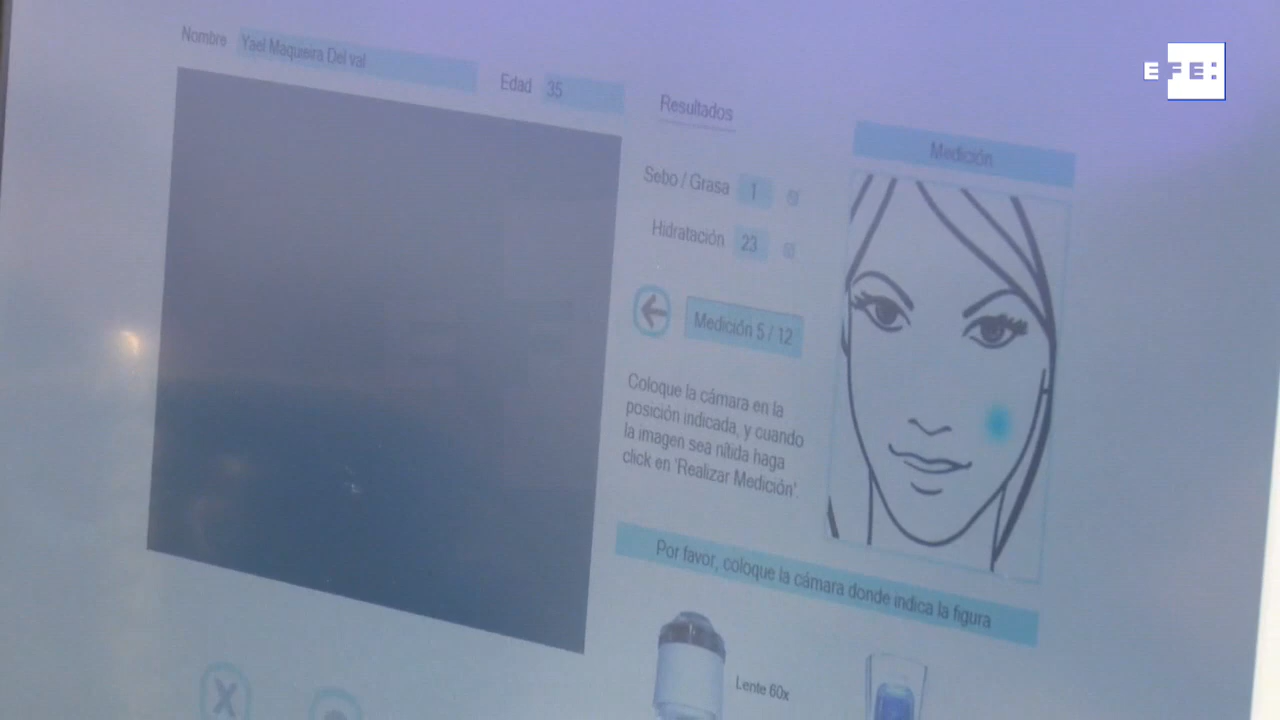 EFE:
Nombre Yael Maqueira Del val
Edad 35
Resultados
Sebo / Grasa 1
Hidratación 23
Medición 5 / 12
Coloque la cámara en la
posición indicada, y cuando
la imagen sea nítida haga
click en 'Realizar Medición'.
Medición
Por favor, coloque la cámara donde indica la figura
Lente 60x
X